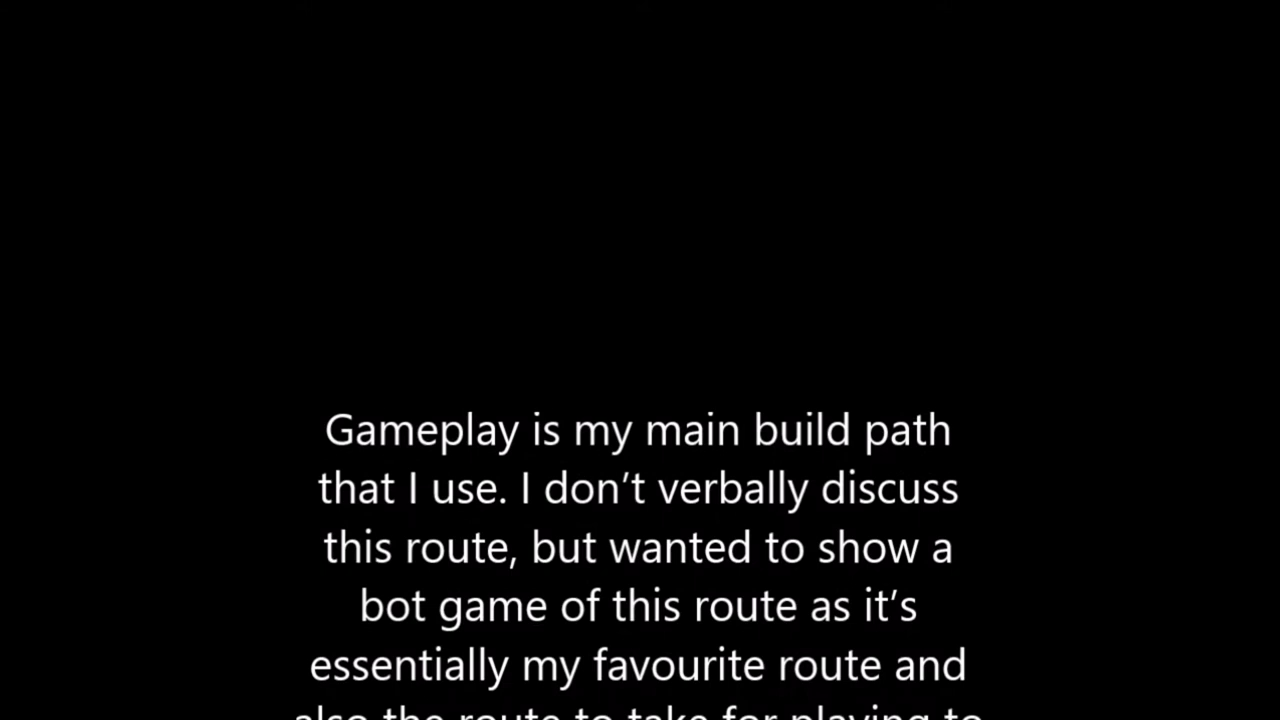 Gameplay is my main build path
that I use. I don’t verbally discuss
this route, but wanted to show a
bot game of this route as it’s
essentially my favourite route and
also the route to take for playing to